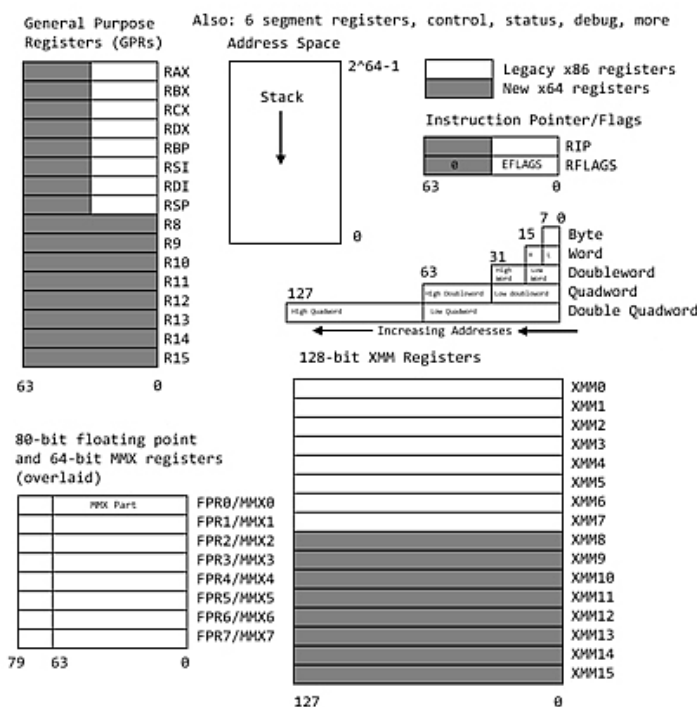 General Purpose
Registers (GPRs)
Also: 6 segment registers, control, status, debug, more
Address Space
RAX
RBX
RCX
RDX
RBP
RSI
RDI
RSP
R8
R9
R10
R11
R12
R13
R14
R15
63 0
2^64-1
Stack
0
Legacy x86 registers
New x64 registers
Instruction Pointer/Flags
RIP
0 EFLAGS RFLAGS
63 0
7 0
Byte
15
Word
31
High Word Low Word
Doubleword
63
High Doubleword Low doubleword
Quadword
127
High Quadword Low Quadword
Double Quadword
Increasing Addresses
128-bit XMM Registers
XMM0
XMM1
XMM2
XMM3
XMM4
XMM5
XMM6
XMM7
XMM8
XMM9
XMM10
XMM11
XMM12
XMM13
XMM14
XMM15
127 0
80-bit floating point
and 64-bit MMX registers
(overlaid)
MMX Part FPR0/MMX0
FPR1/MMX1
FPR2/MMX2
FPR3/MMX3
FPR4/MMX4
FPR5/MMX5
FPR6/MMX6
FPR7/MMX7
79 63 0